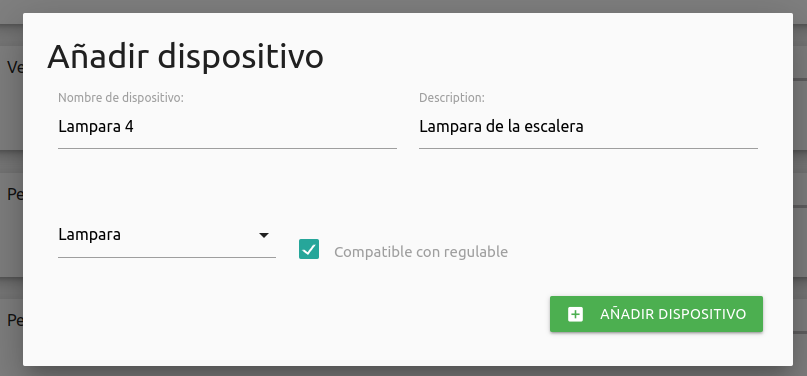 Añadir dispositivo
Nombre de dispositivo: Description:
Lampara 4 Lampara de la escalera
Lampara
Compatible con regulable
AÑADIR DISPOSITIVO
Ve
Pe
Pe